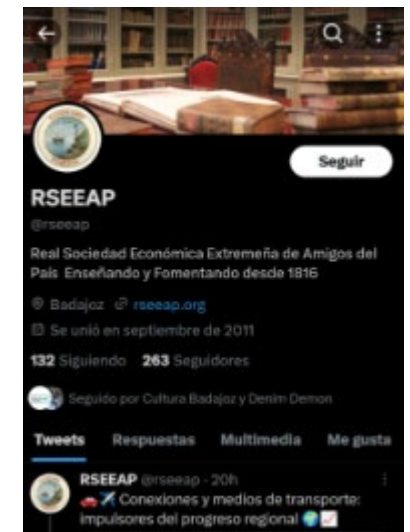 Seguir
RSEEAP
@rseeap
Real Sociedad Económica Extremeña de Amigos del
País Enseñando y Fomentando desde 1816
Badajoz rseeap.org
Se unió en septiembre de 2011
132 Siguiendo 263 Seguidores
Seguido por Cultura Badajoz y Denim Demon
Tweets Respuestas Multimedia Me gusta
RSEEAP @rseeap · 20h
🚗✈️ Conexiones y medios de transporte:
impulsores del progreso regional 🌍📈